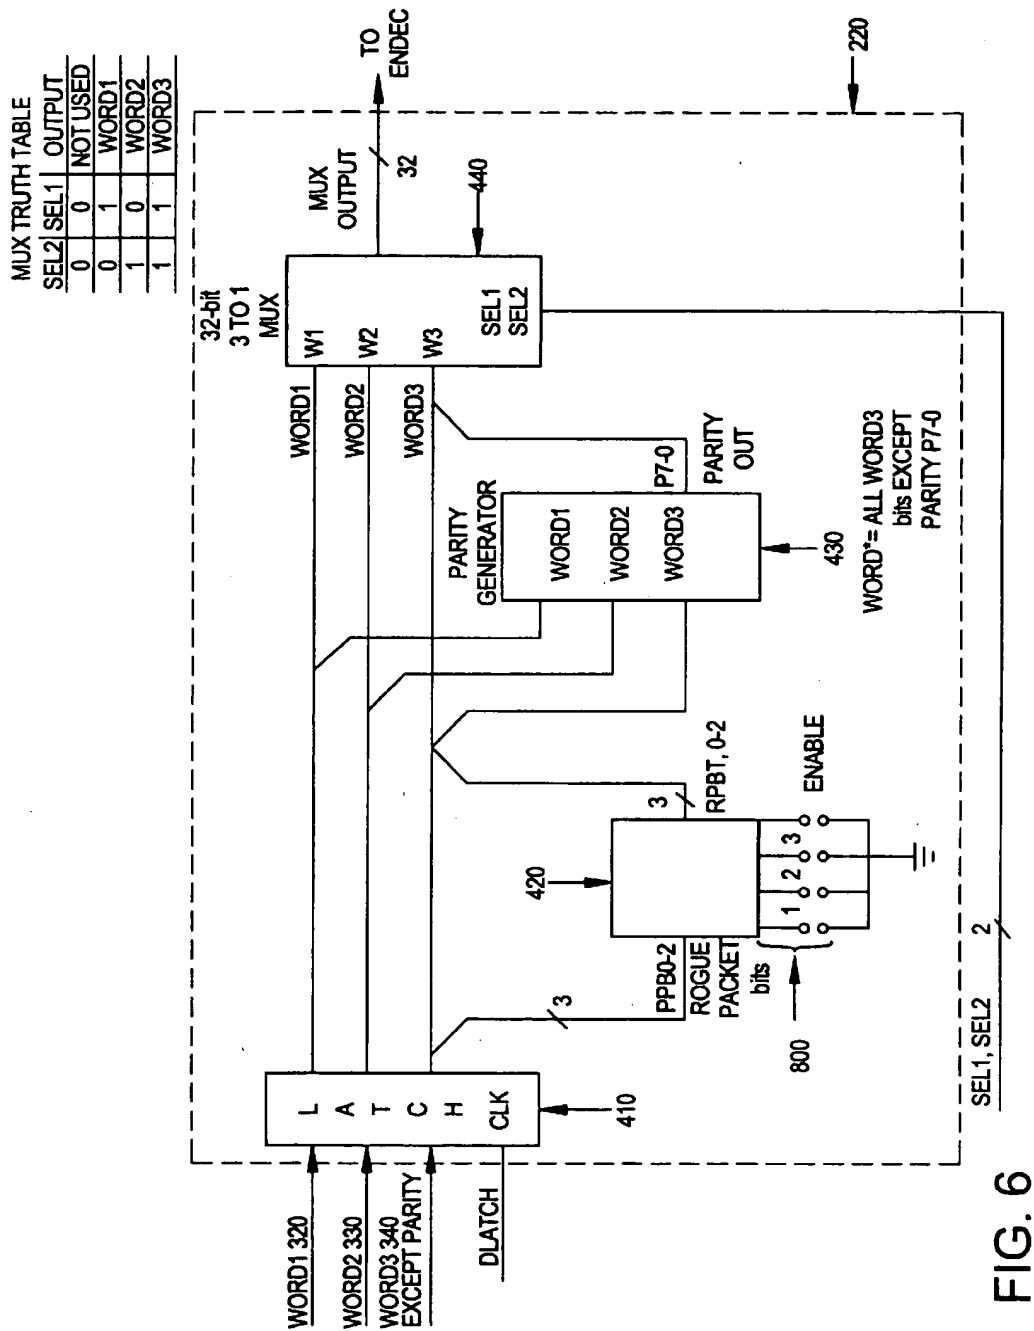 MUX TRUTH TABLE
SEL2 SEL1 OUTPUT
0 0 NOT USED
0 1 WORD1
1 0 WORD2
1 1 WORD3
32-bit
3 TO 1
MUX
MUX
OUTPUT
TO
ENDEC
32
440
220
W1
W2
W3
SEL1
SEL2
WORD1
WORD2
WORD3
PARITY
GENERATOR
WORD1
WORD2
WORD3
P7-0
PARITY
OUT
430
WORD*= ALL WORD3
bits EXCEPT
PARITY P7-0
420
3
RPBT, 0-2
PPB0-2
ROGUE
PACKET
bits
1 2 3
ENABLE
800
3
L
A
T
C
H
CLK
410
WORD1 320
WORD2 330
WORD3 340
EXCEPT PARITY
DLATCH
SEL1, SEL2
2
FIG. 6